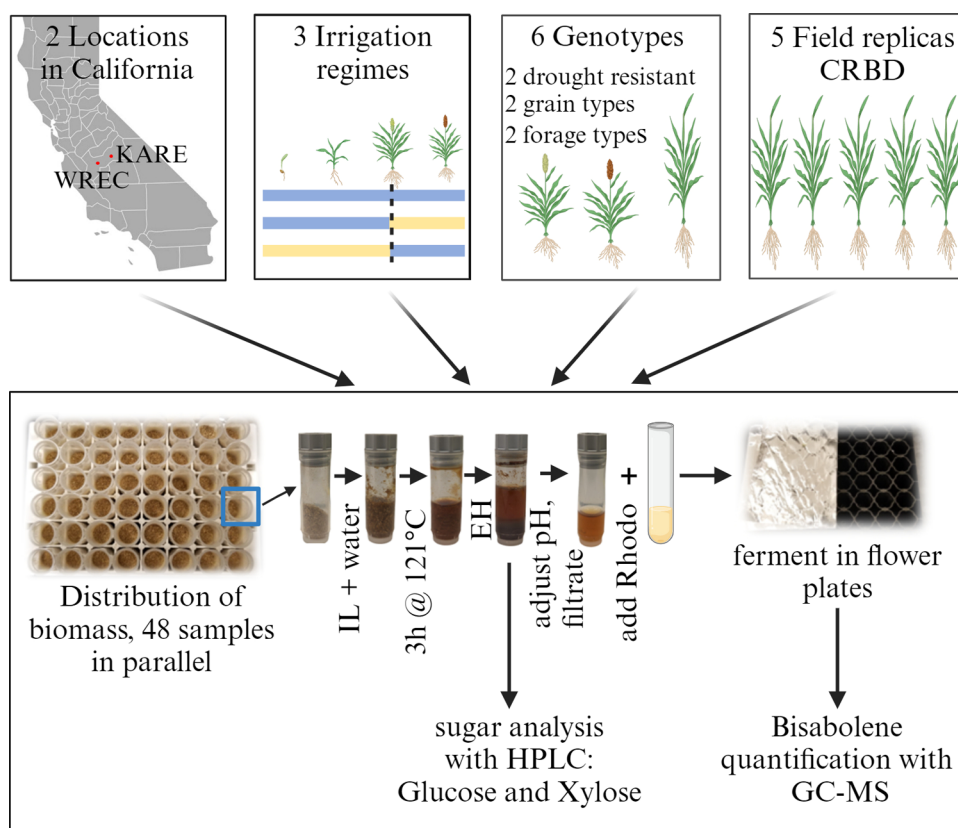 2 Locations
in California
KARE
WREC
3 Irrigation
regimes
6 Genotypes
2 drought resistant
2 grain types
2 forage types
5 Field replicas
CRBD
Distribution of
biomass, 48 samples
in parallel
IL + water
3h @ 121°C
EH
adjust pH,
filtrate
add Rhodo
+
ferment in flower
plates
sugar analysis
with HPLC:
Glucose and Xylose
Bisabolene
quantification with
GC-MS